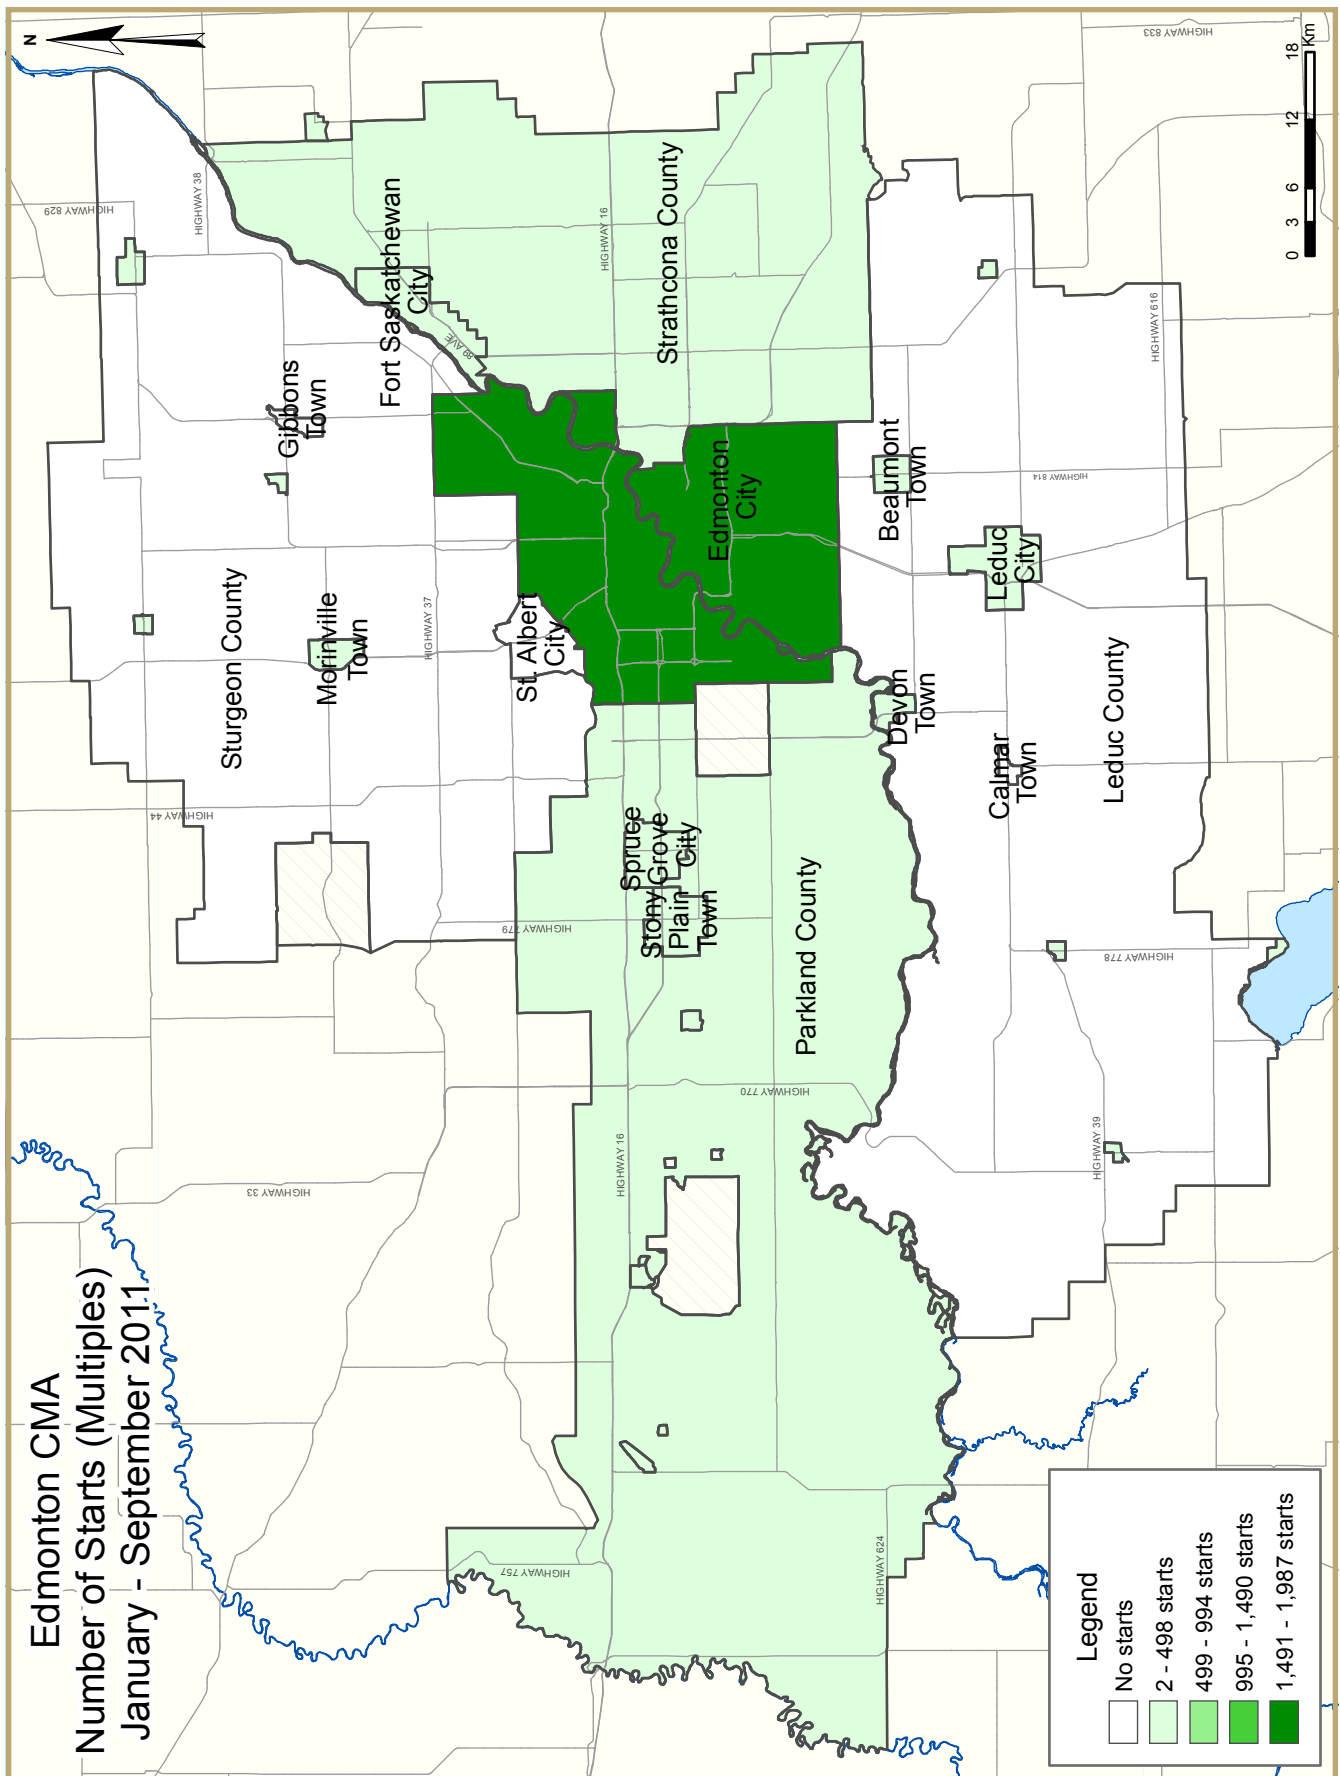 Edmonton CMA
Number of Starts (Multiples)
January - September 2011
N
HIGHWAY 829
HIGHWAY 38
HIGHWAY 833
Gibbons
Town
Fort Saskatchewan
City
89 AVE
HIGHWAY 16
Strathcona County
Sturgeon County
Morinville
Town
HIGHWAY 37
HIGHWAY 44
St. Albert
City
Edmonton
City
Beaumont
Town
HIGHWAY 814
HIGHWAY 616
Leduc
City
Devon
Town
Calmar
Town
Leduc County
HIGHWAY 779
Spruce
Grove
City
Stony
Plain
Town
Parkland County
HIGHWAY 770
HIGHWAY 778
HIGHWAY 39
HIGHWAY 33
HIGHWAY 16
HIGHWAY 757
HIGHWAY 624
Legend
No starts
2 - 498 starts
499 - 994 starts
995 - 1,490 starts
1,491 - 1,987 starts
0 3 6 12 18
Km